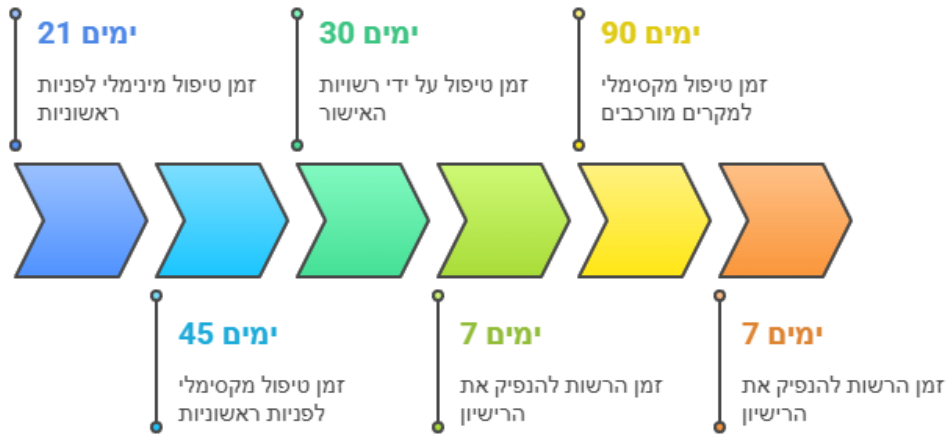 21 ימים
זמן טיפול מינימלי לפניות
ראשוניות
45 ימים
זמן טיפול מקסימלי
לפניות ראשוניות
30 ימים
זמן טיפול על ידי רשויות
האישור
7 ימים
זמן הרשות להנפיק את
הרישיון
90 ימים
זמן טיפול מקסימלי
למקרים מורכבים
7 ימים
זמן הרשות להנפיק את
הרישיון